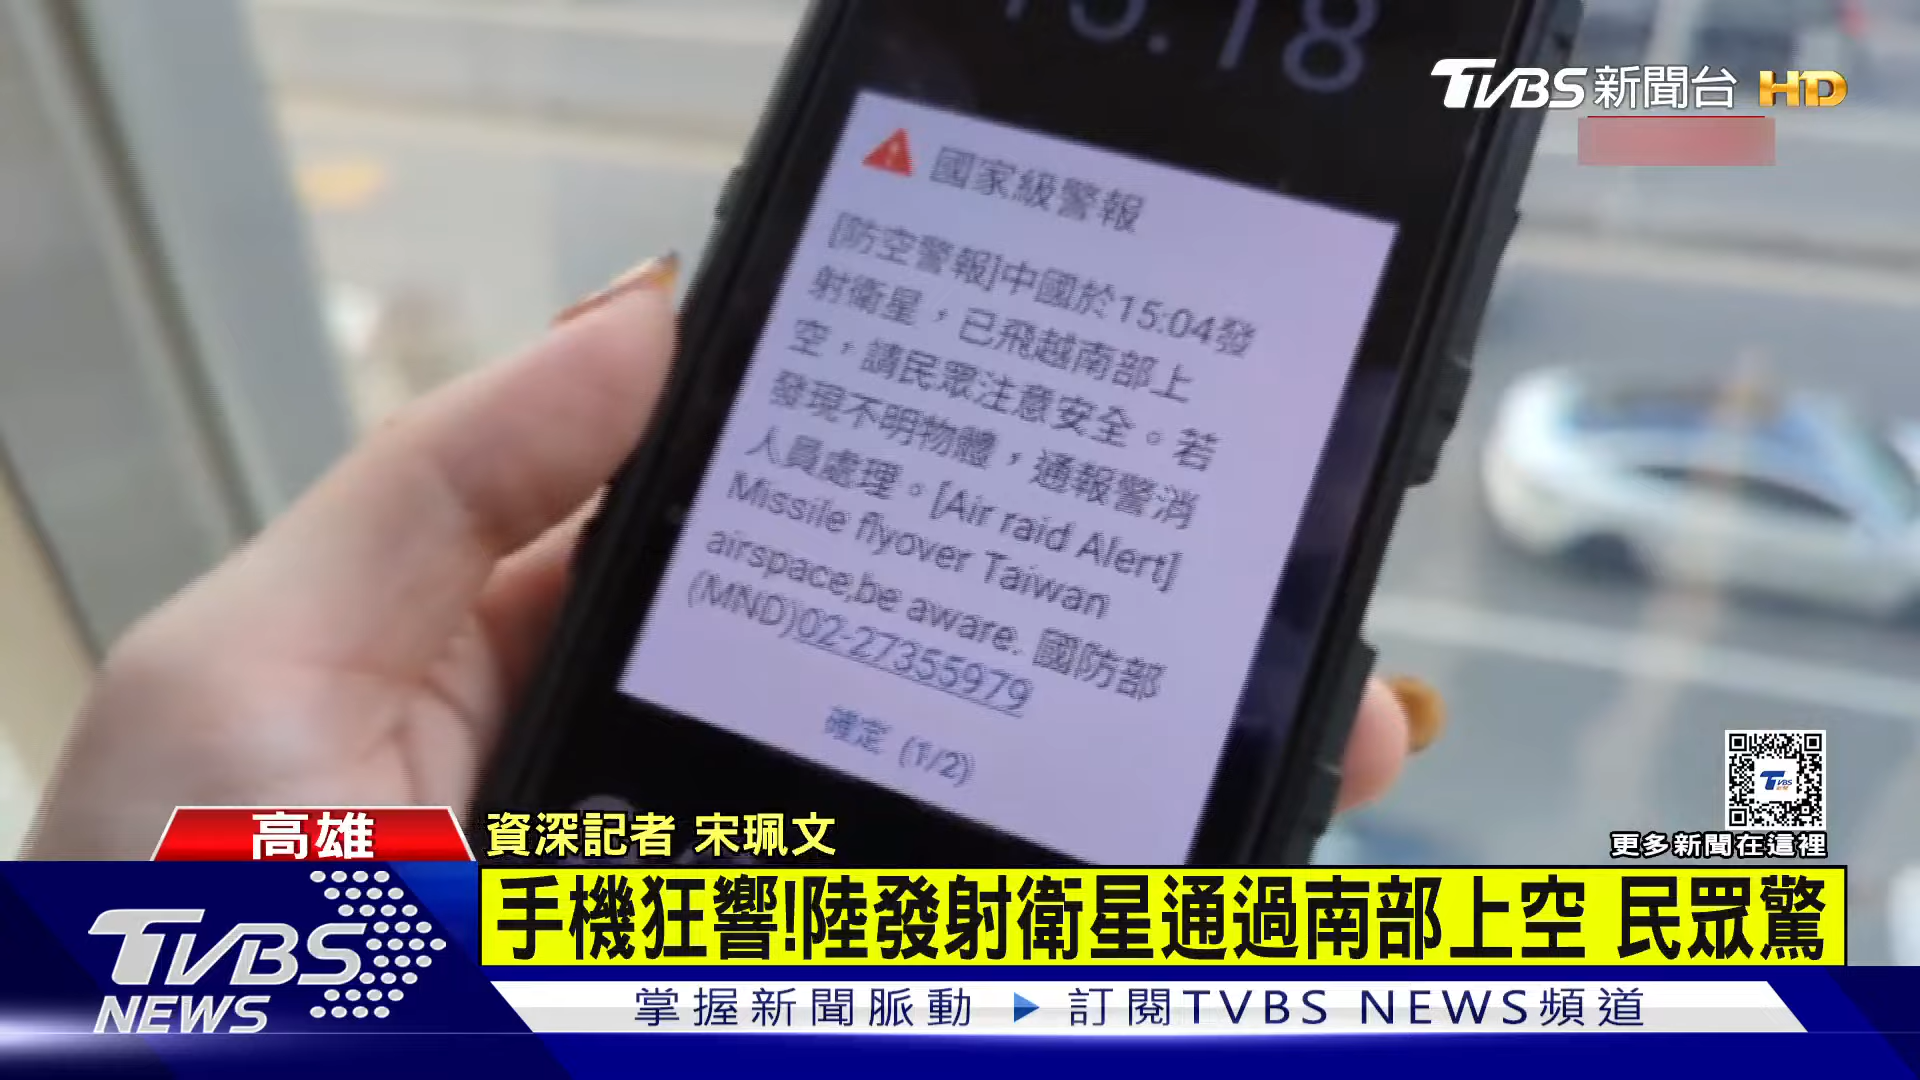 15:18
TVBS新聞台 HD
國家級警報
[防空警報]中國於15:04發
射衛星，已飛越南部上
空，請民眾注意安全。若
發現不明物體，通報警消
人員處理。[Air raid Alert]
Missile flyover Taiwan
airspace,be aware. 國防部
(MND)02-27355979
確定 (1/2)
TVBS
更多新聞在這裡
高雄
資深記者 宋珮文
手機狂響!陸發射衛星通過南部上空 民眾驚
TVBS
NEWS
掌握新聞脈動 ▶ 訂閱TVBS NEWS頻道